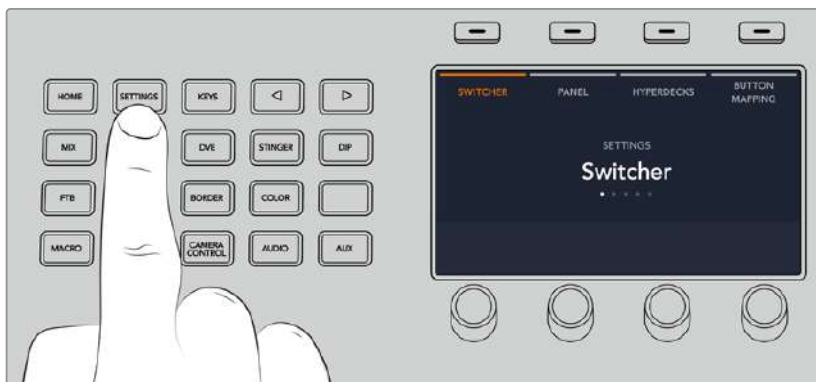 HOME SETTINGS KEYS
MIX DVE STINGER DIP
FTB BORDER COLOR
MACRO CAMERA CONTROL AUDIO AUX
SWITCHER PANEL HYPERDECKS BUTTON MAPPING
SETTINGS
Switcher